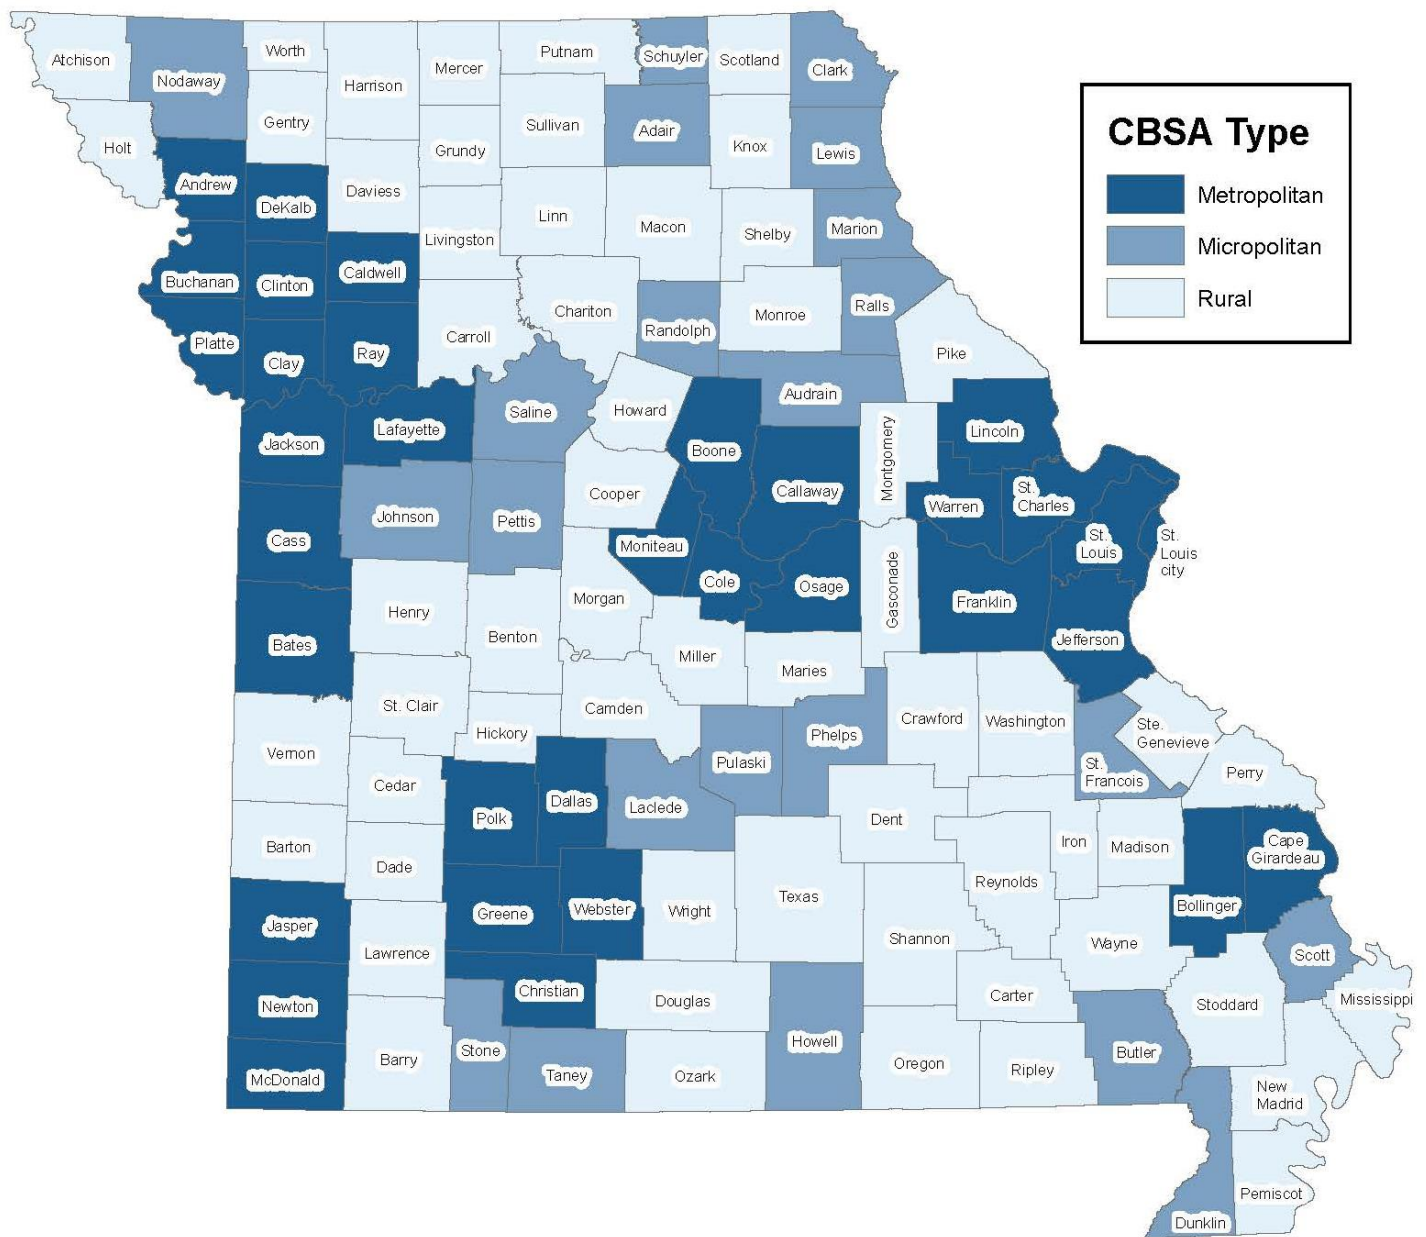 Atchison
Nodaway
Worth
Harrison
Mercer
Putnam
Schuyler
Scotland
Clark
Holt
Gentry
Sullivan
Adair
Knox
Lewis
Grundy
Andrew
DeKalb
Daviess
Livingston
Linn
Macon
Shelby
Marion
Buchanan
Clinton
Caldwell
Chariton
Randolph
Monroe
Ralls
Platte
Clay
Ray
Carroll
Pike
Saline
Howard
Audrain
Jackson
Lafayette
Boone
Montgomery
Lincoln
Cass
Johnson
Pettis
Cooper
Callaway
Warren
St.
Charles
Moniteau
St.
Louis
St.
Louis
city
Cole
Osage
Gasconade
Franklin
Jefferson
Bates
Henry
Benton
Morgan
Miller
Maries
St. Clair
Hickory
Camden
Crawford
Washington
Ste.
Genevieve
Vernon
Cedar
Pulaski
Phelps
St.
Francois
Perry
Polk
Dallas
Laclede
Dent
Iron
Madison
Cape
Girardeau
Barton
Dade
Reynolds
Jasper
Greene
Webster
Wright
Texas
Bollinger
Lawrence
Shannon
Wayne
Scott
Newton
Christian
Douglas
Carter
Stoddard
Mississippi
McDonald
Barry
Stone
Taney
Ozark
Howell
Oregon
Ripley
Butler
New
Madrid
Pemiscot
Dunklin
CBSA Type
Metropolitan
Micropolitan
Rural